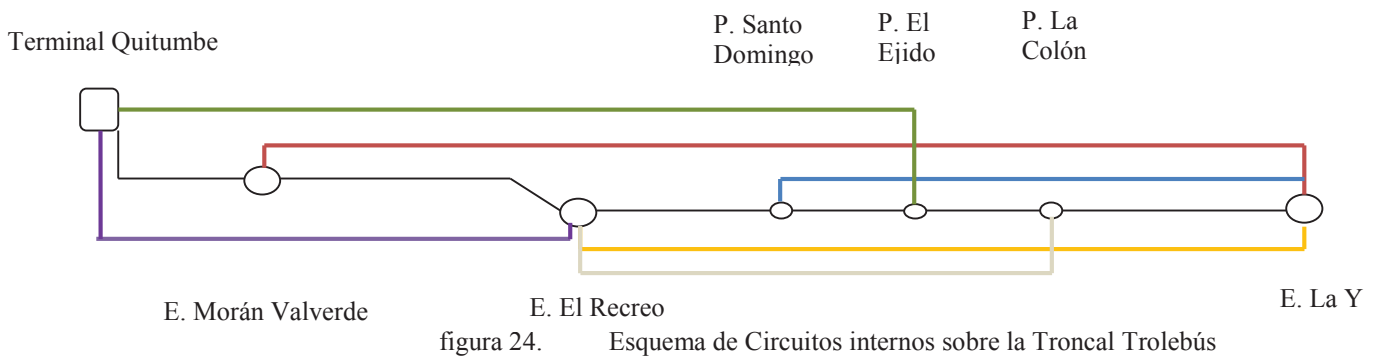 Terminal Quitumbe
P. Santo
Domingo
P. El
Ejido
P. La
Colón
E. Morán Valverde
E. El Recreo
E. La Y
figura 24. Esquema de Circuitos internos sobre la Troncal Trolebús